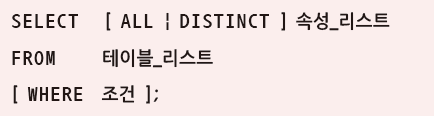 SELECT [ ALL ¦ DISTINCT ] 속성_리스트
FROM 테이블_리스트
[ WHERE 조건 ];